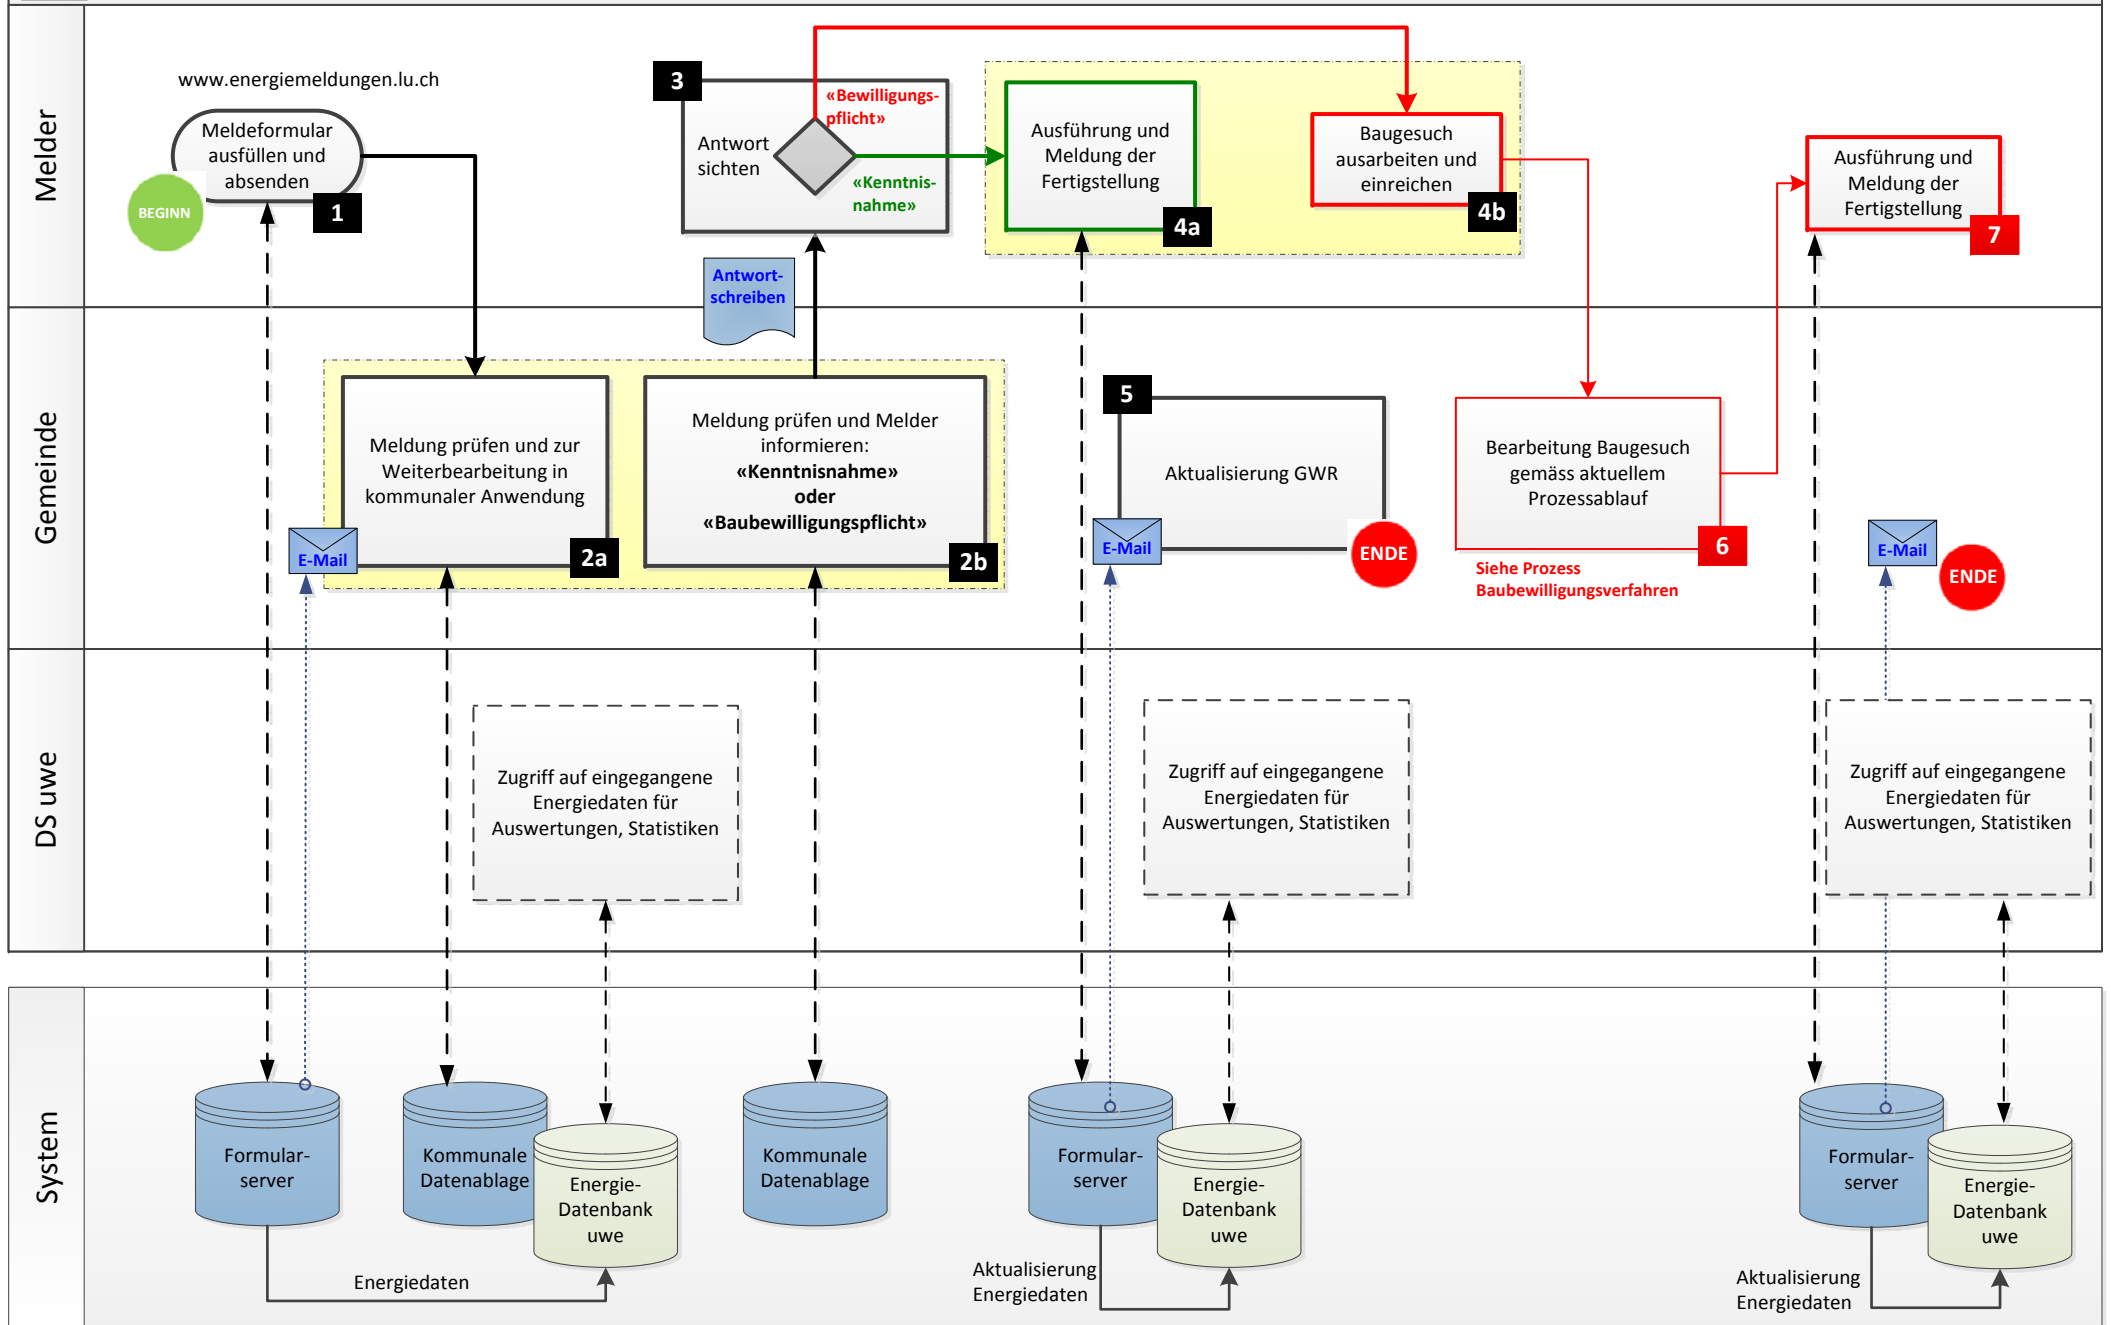 Melder
www.energiemeldungen.lu.ch
Meldeformular
ausfüllen und
absenden
BEGINN
1
3
Antwort
sichten
«Bewilligungs-
pflicht»
«Kenntnis-
nahme»
Ausführung und
Meldung der
Fertigstellung
4a
Baugesuch
ausarbeiten und
einreichen
4b
Ausführung und
Meldung der
Fertigstellung
7
Antwort-
schreiben
Gemeinde
Meldung prüfen und zur
Weiterbearbeitung in
kommunaler Anwendung
E-Mail
2a
Meldung prüfen und Melder
informieren:
«Kenntnisnahme»
oder
«Baubewilligungspflicht»
2b
5
Aktualisierung GWR
E-Mail
ENDE
Bearbeitung Baugesuch
gemäss aktuellem
Prozessablauf
6
Siehe Prozess
Baubewilligungsverfahren
E-Mail
ENDE
DS uwe
Zugriff auf eingegangene
Energiedaten für
Auswertungen, Statistiken
Zugriff auf eingegangene
Energiedaten für
Auswertungen, Statistiken
Zugriff auf eingegangene
Energiedaten für
Auswertungen, Statistiken
System
Formular-
server
Kommunale
Datenablage
Energie-
Datenbank
uwe
Energiedaten
Kommunale
Datenablage
Formular-
server
Energie-
Datenbank
uwe
Aktualisierung
Energiedaten
Formular-
server
Energie-
Datenbank
uwe
Aktualisierung
Energiedaten